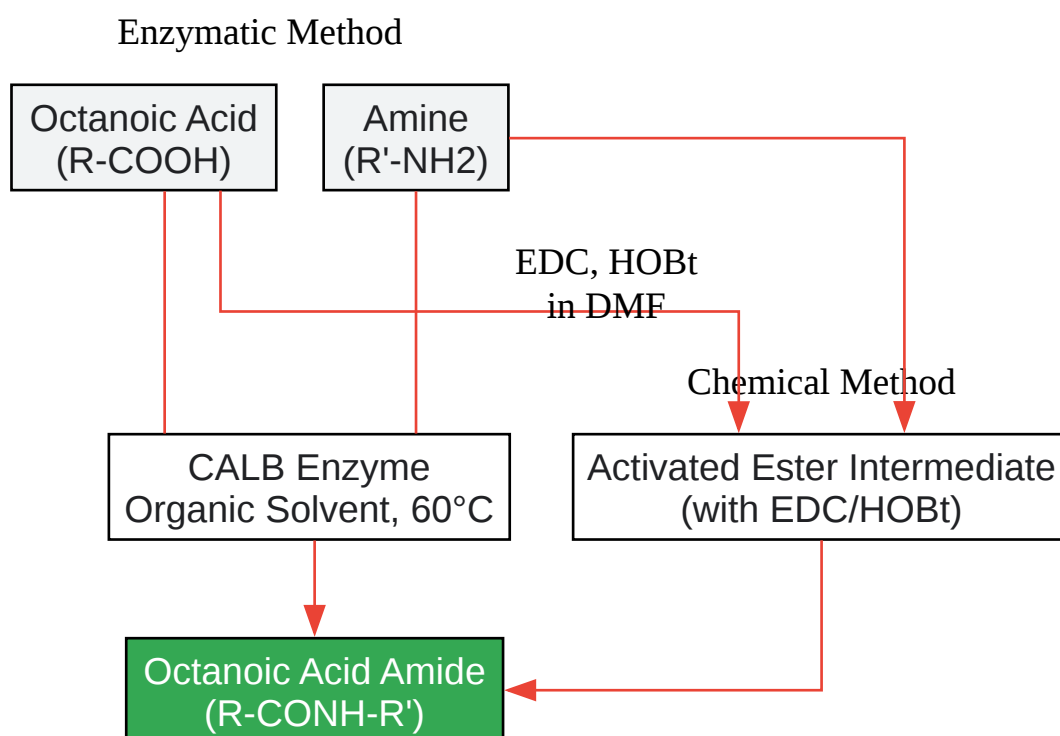 Enzymatic Method
Octanoic Acid
(R-COOH)
Amine
(R'-NH2)
EDC, HOBt
in DMF
Chemical Method
CALB Enzyme
Organic Solvent, 60°C
Activated Ester Intermediate
(with EDC/HOBt)
Octanoic Acid Amide
(R-CONH-R')